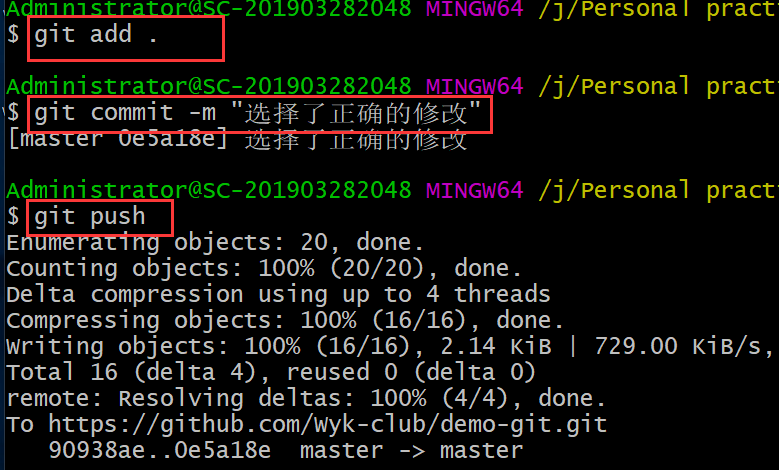 Administrator@SC-201903282048 MINGW64 /j/Personal practi
$ git add .
Administrator@SC-201903282048 MINGW64 /j/Personal practi
$ git commit -m "选择了正确的修改"
[master 0e5a18e] 选择了正确的修改
Administrator@SC-201903282048 MINGW64 /j/Personal practi
$ git push
Enumerating objects: 20, done.
Counting objects: 100% (20/20), done.
Delta compression using up to 4 threads
Compressing objects: 100% (16/16), done.
Writing objects: 100% (16/16), 2.14 KiB | 729.00 KiB/s,
Total 16 (delta 4), reused 0 (delta 0)
remote: Resolving deltas: 100% (4/4), done.
To https://github.com/Wyk-club/demo-git.git
90938ae..0e5a18e  master -> master